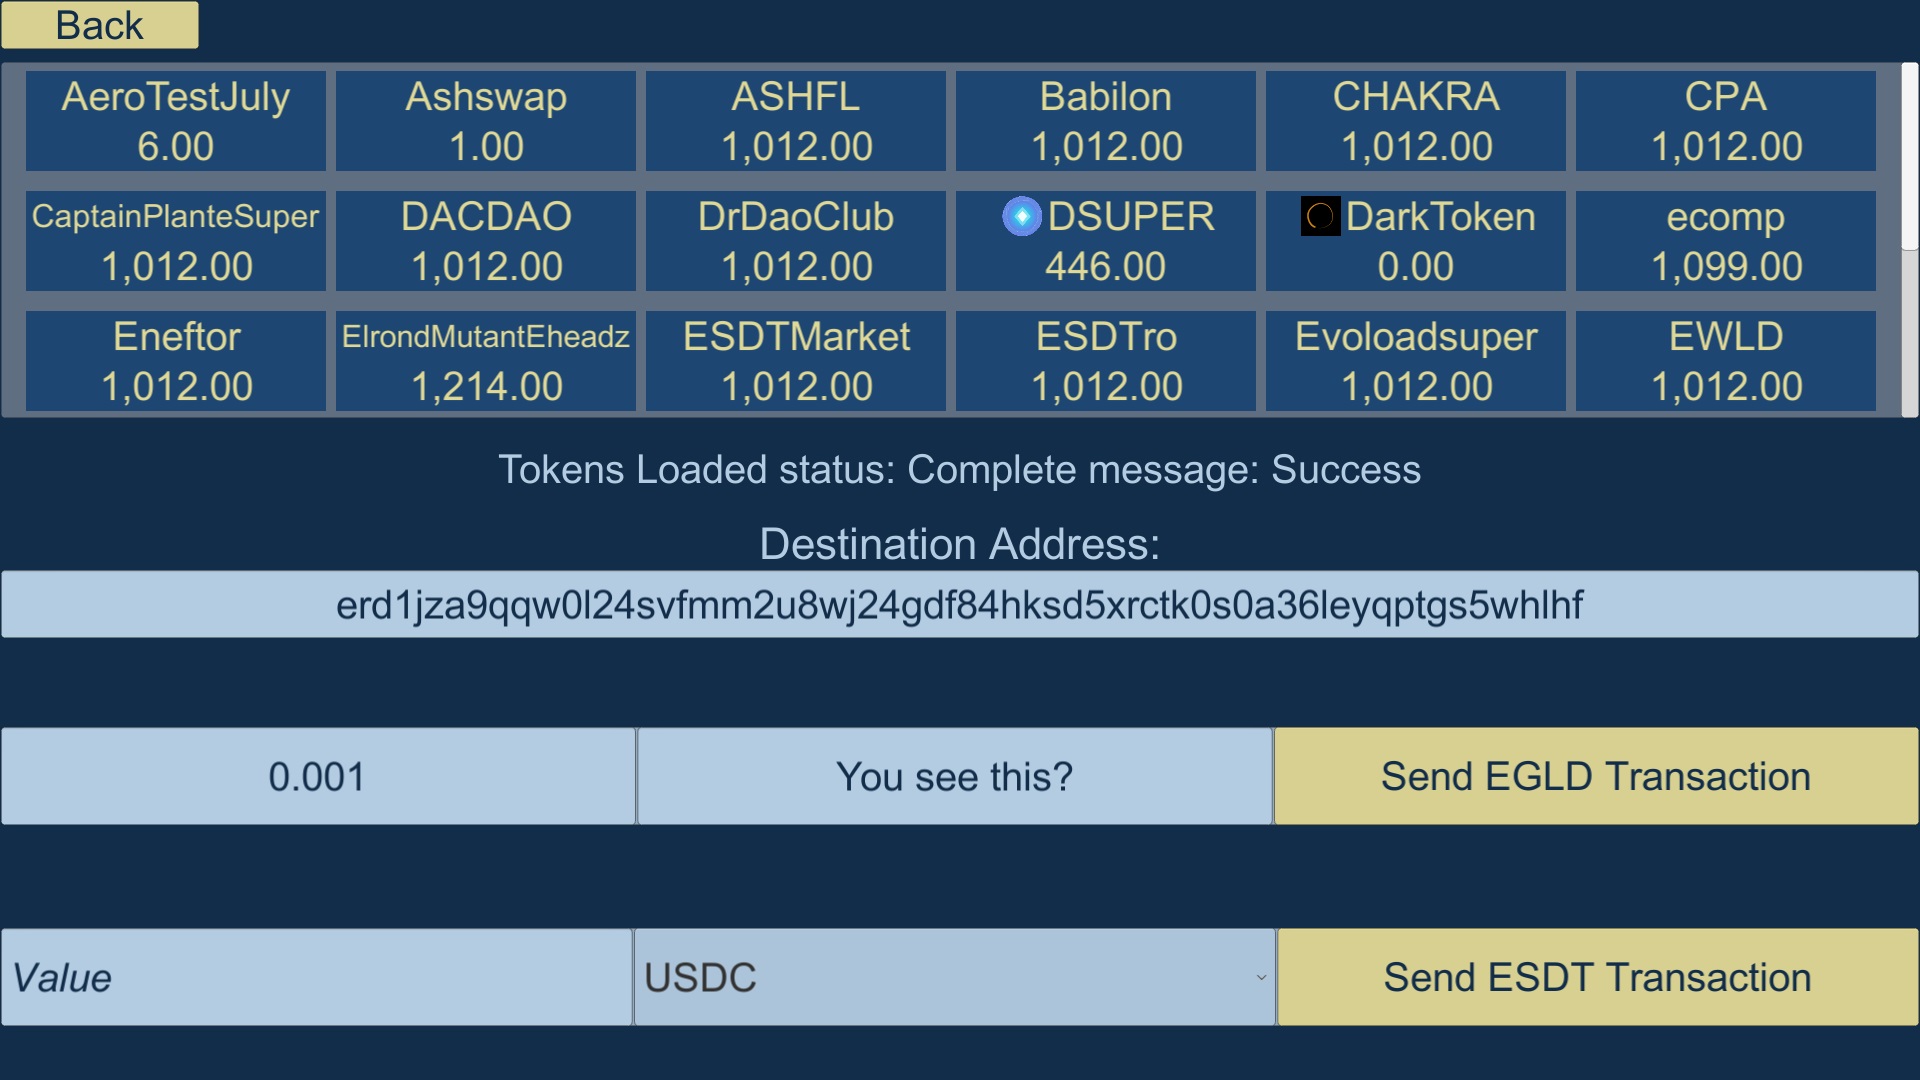 Back
AeroTestJuly
6.00
Ashswap
1.00
ASHFL
1,012.00
Babilon
1,012.00
CHAKRA
1,012.00
CPA
1,012.00
CaptainPlanteSuper
1,012.00
DACDAO
1,012.00
DrDaoClub
1,012.00
DSUPER
446.00
DarkToken
0.00
ecomp
1,099.00
Eneftor
1,012.00
ElrondMutantEheadz
1,214.00
ESDTMarket
1,012.00
ESDTro
1,012.00
Evoloadsuper
1,012.00
EWLD
1,012.00
Tokens Loaded status: Complete message: Success
Destination Address:
erd1jza9qqw0l24svfmm2u8wj24gdf84hksd5xrctk0s0a36leyqptgs5whlhf
0.001
You see this?
Send EGLD Transaction
Value
USDC
Send ESDT Transaction